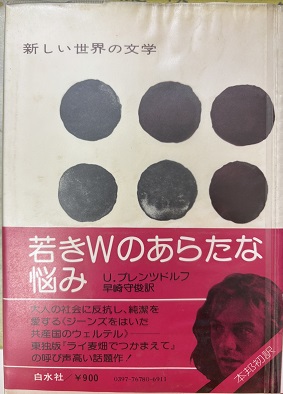 新しい世界の文学
若きWのあらたな
悩み
U.プレンツドルフ
早崎守俊訳
大人の社会に反抗し、純潔を
愛する〈ジーンズをはいた
共産国のウェルテル〉――
東独版『ライ麦畑でつかまえて』
の呼び声高い話題作!
本邦初訳
白水社 ¥900
0397-76780-6911